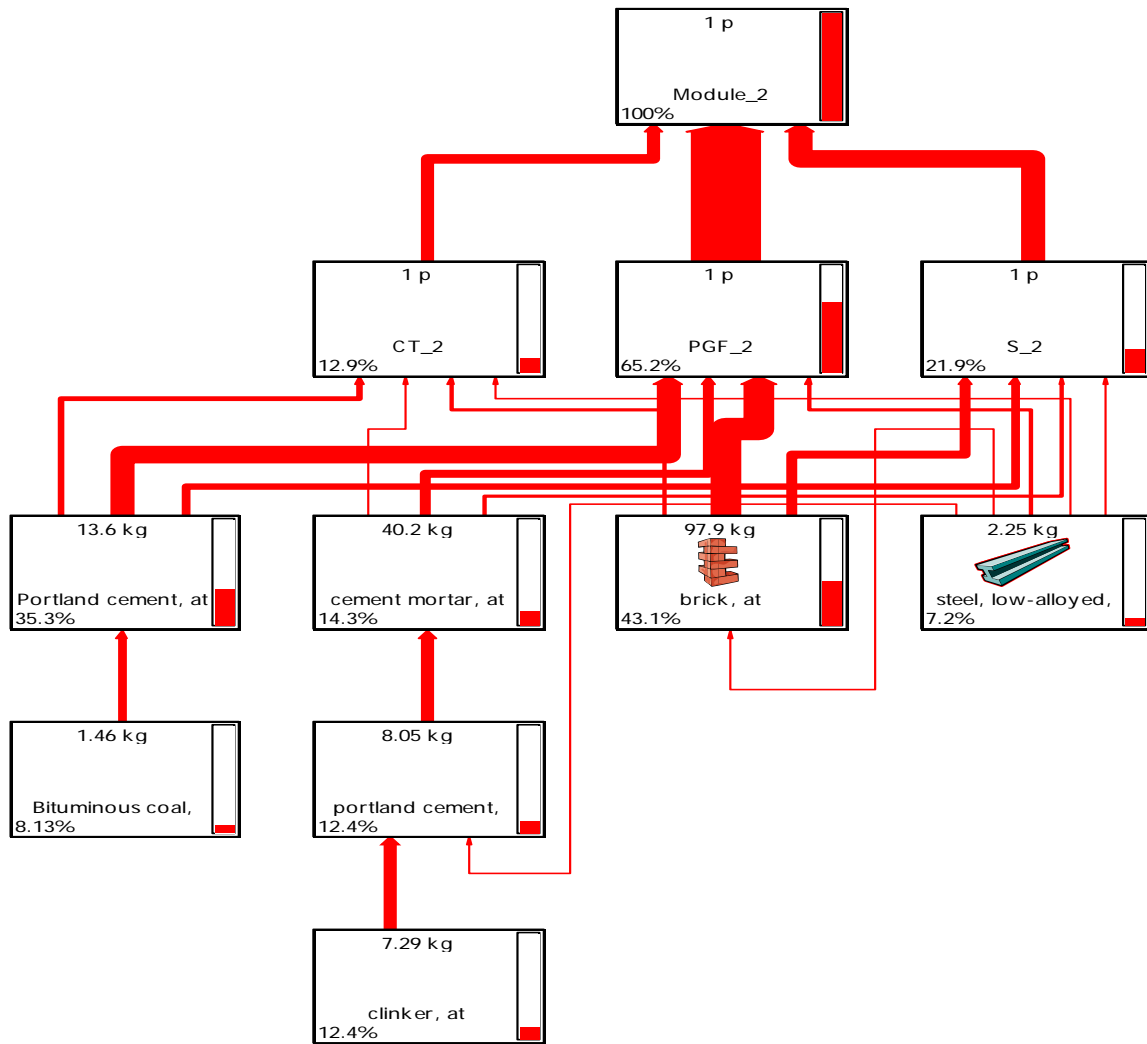 1 p
Module_2
100%
1 p
CT_2
12.9%
1 p
PGF_2
65.2%
1 p
S_2
21.9%
13.6 kg
Portland cement, at
35.3%
40.2 kg
cement mortar, at
14.3%
97.9 kg
brick, at
43.1%
2.25 kg
steel, low-alloyed,
7.2%
1.46 kg
Bituminous coal,
8.13%
8.05 kg
portland cement,
12.4%
7.29 kg
clinker, at
12.4%